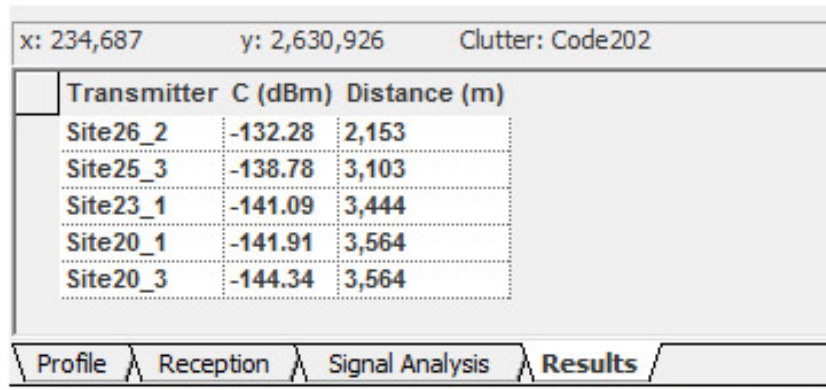 x: 234,687 y: 2,630,926 Clutter: Code202
Transmitter C (dBm) Distance (m)
Site26_2 -132.28 2,153
Site25_3 -138.78 3,103
Site23_1 -141.09 3,444
Site20_1 -141.91 3,564
Site20_3 -144.34 3,564
Profile Reception Signal Analysis Results